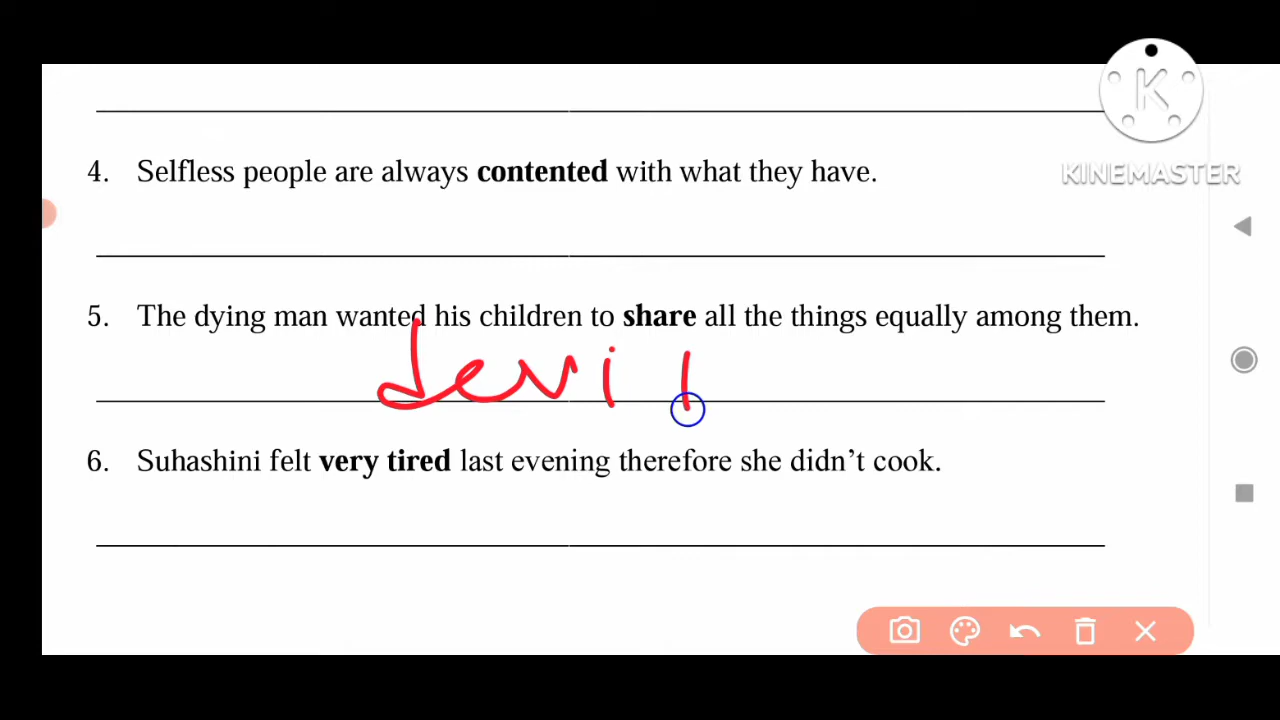 K
KINEMASTER
4. Selfless people are always contented with what they have.
5. The dying man wanted his children to share all the things equally among them.
devi
6. Suhashini felt very tired last evening therefore she didn’t cook.